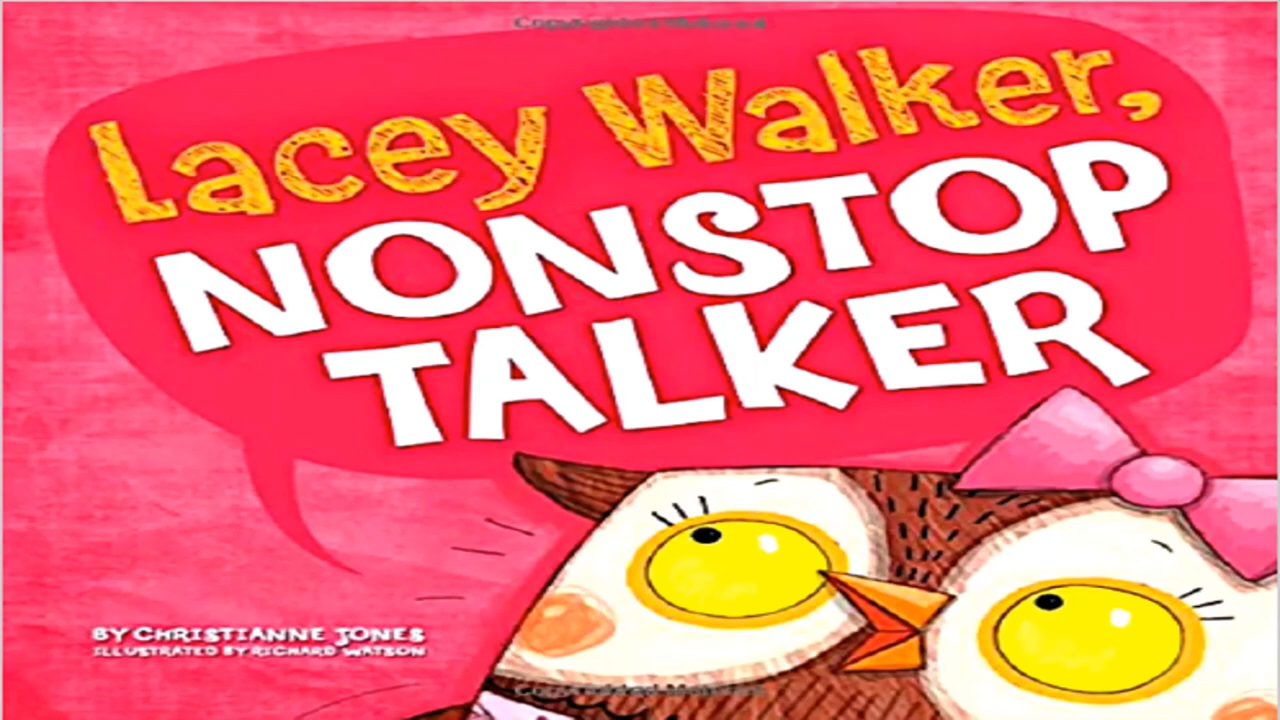 Lacey Walker,
NONSTOP
TALKER
BY CHRISTIANNE JONES
ILLUSTRATED BY RICHARD WATSON